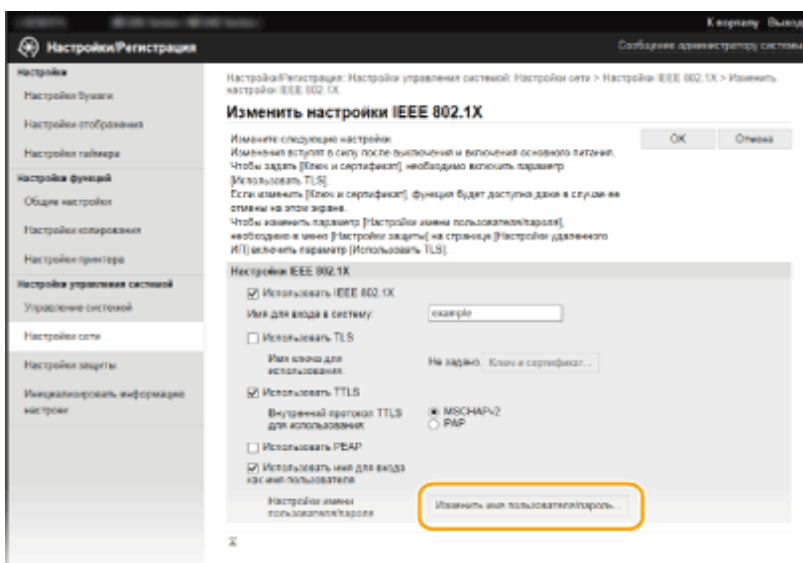 К порталу Выход
Настройки/Регистрация
Сообщение администратору системы
Настройки
Настройки бумаги
Настройки отображения
Настройки таймера
Настройки функций
Общие настройки
Настройки копирования
Настройки принтера
Настройки управления системой
Управление системой
Настройки сети
Настройки защиты
Инициализировать информацию
настроек
Настройки/Регистрация: Настройки управления системой: Настройки сети > Настройки IEEE 802.1X > Изменить
настройки IEEE 802.1X
Изменить настройки IEEE 802.1X
Измените следующие настройки.
OK Отмена
Изменения вступят в силу после выключения и включения основного питания.
Чтобы задать [Ключ и сертификат], необходимо включить параметр
[Использовать TLS].
Если изменить [Ключ и сертификат], функция будет доступна даже в случае ее
отмены на этом экране.
Чтобы изменить параметр [Настройки имени пользователя/пароля],
необходимо в меню [Настройки защиты] на странице [Настройки удаленного
ИП] включить параметр [Использовать TLS].
Настройки IEEE 802.1X
Использовать IEEE 802.1X
Имя для входа в систему: example
Использовать TLS
Имя ключа для
использования:
Не задано. Ключ и сертификат...
Использовать TTLS
Внутренний протокол TTLS
для использования:
MSCHAPv2
PAP
Использовать PEAP
Использовать имя для входа
как имя пользователя
Настройки имени
пользователя/пароля
Изменить имя пользователя/пароль...